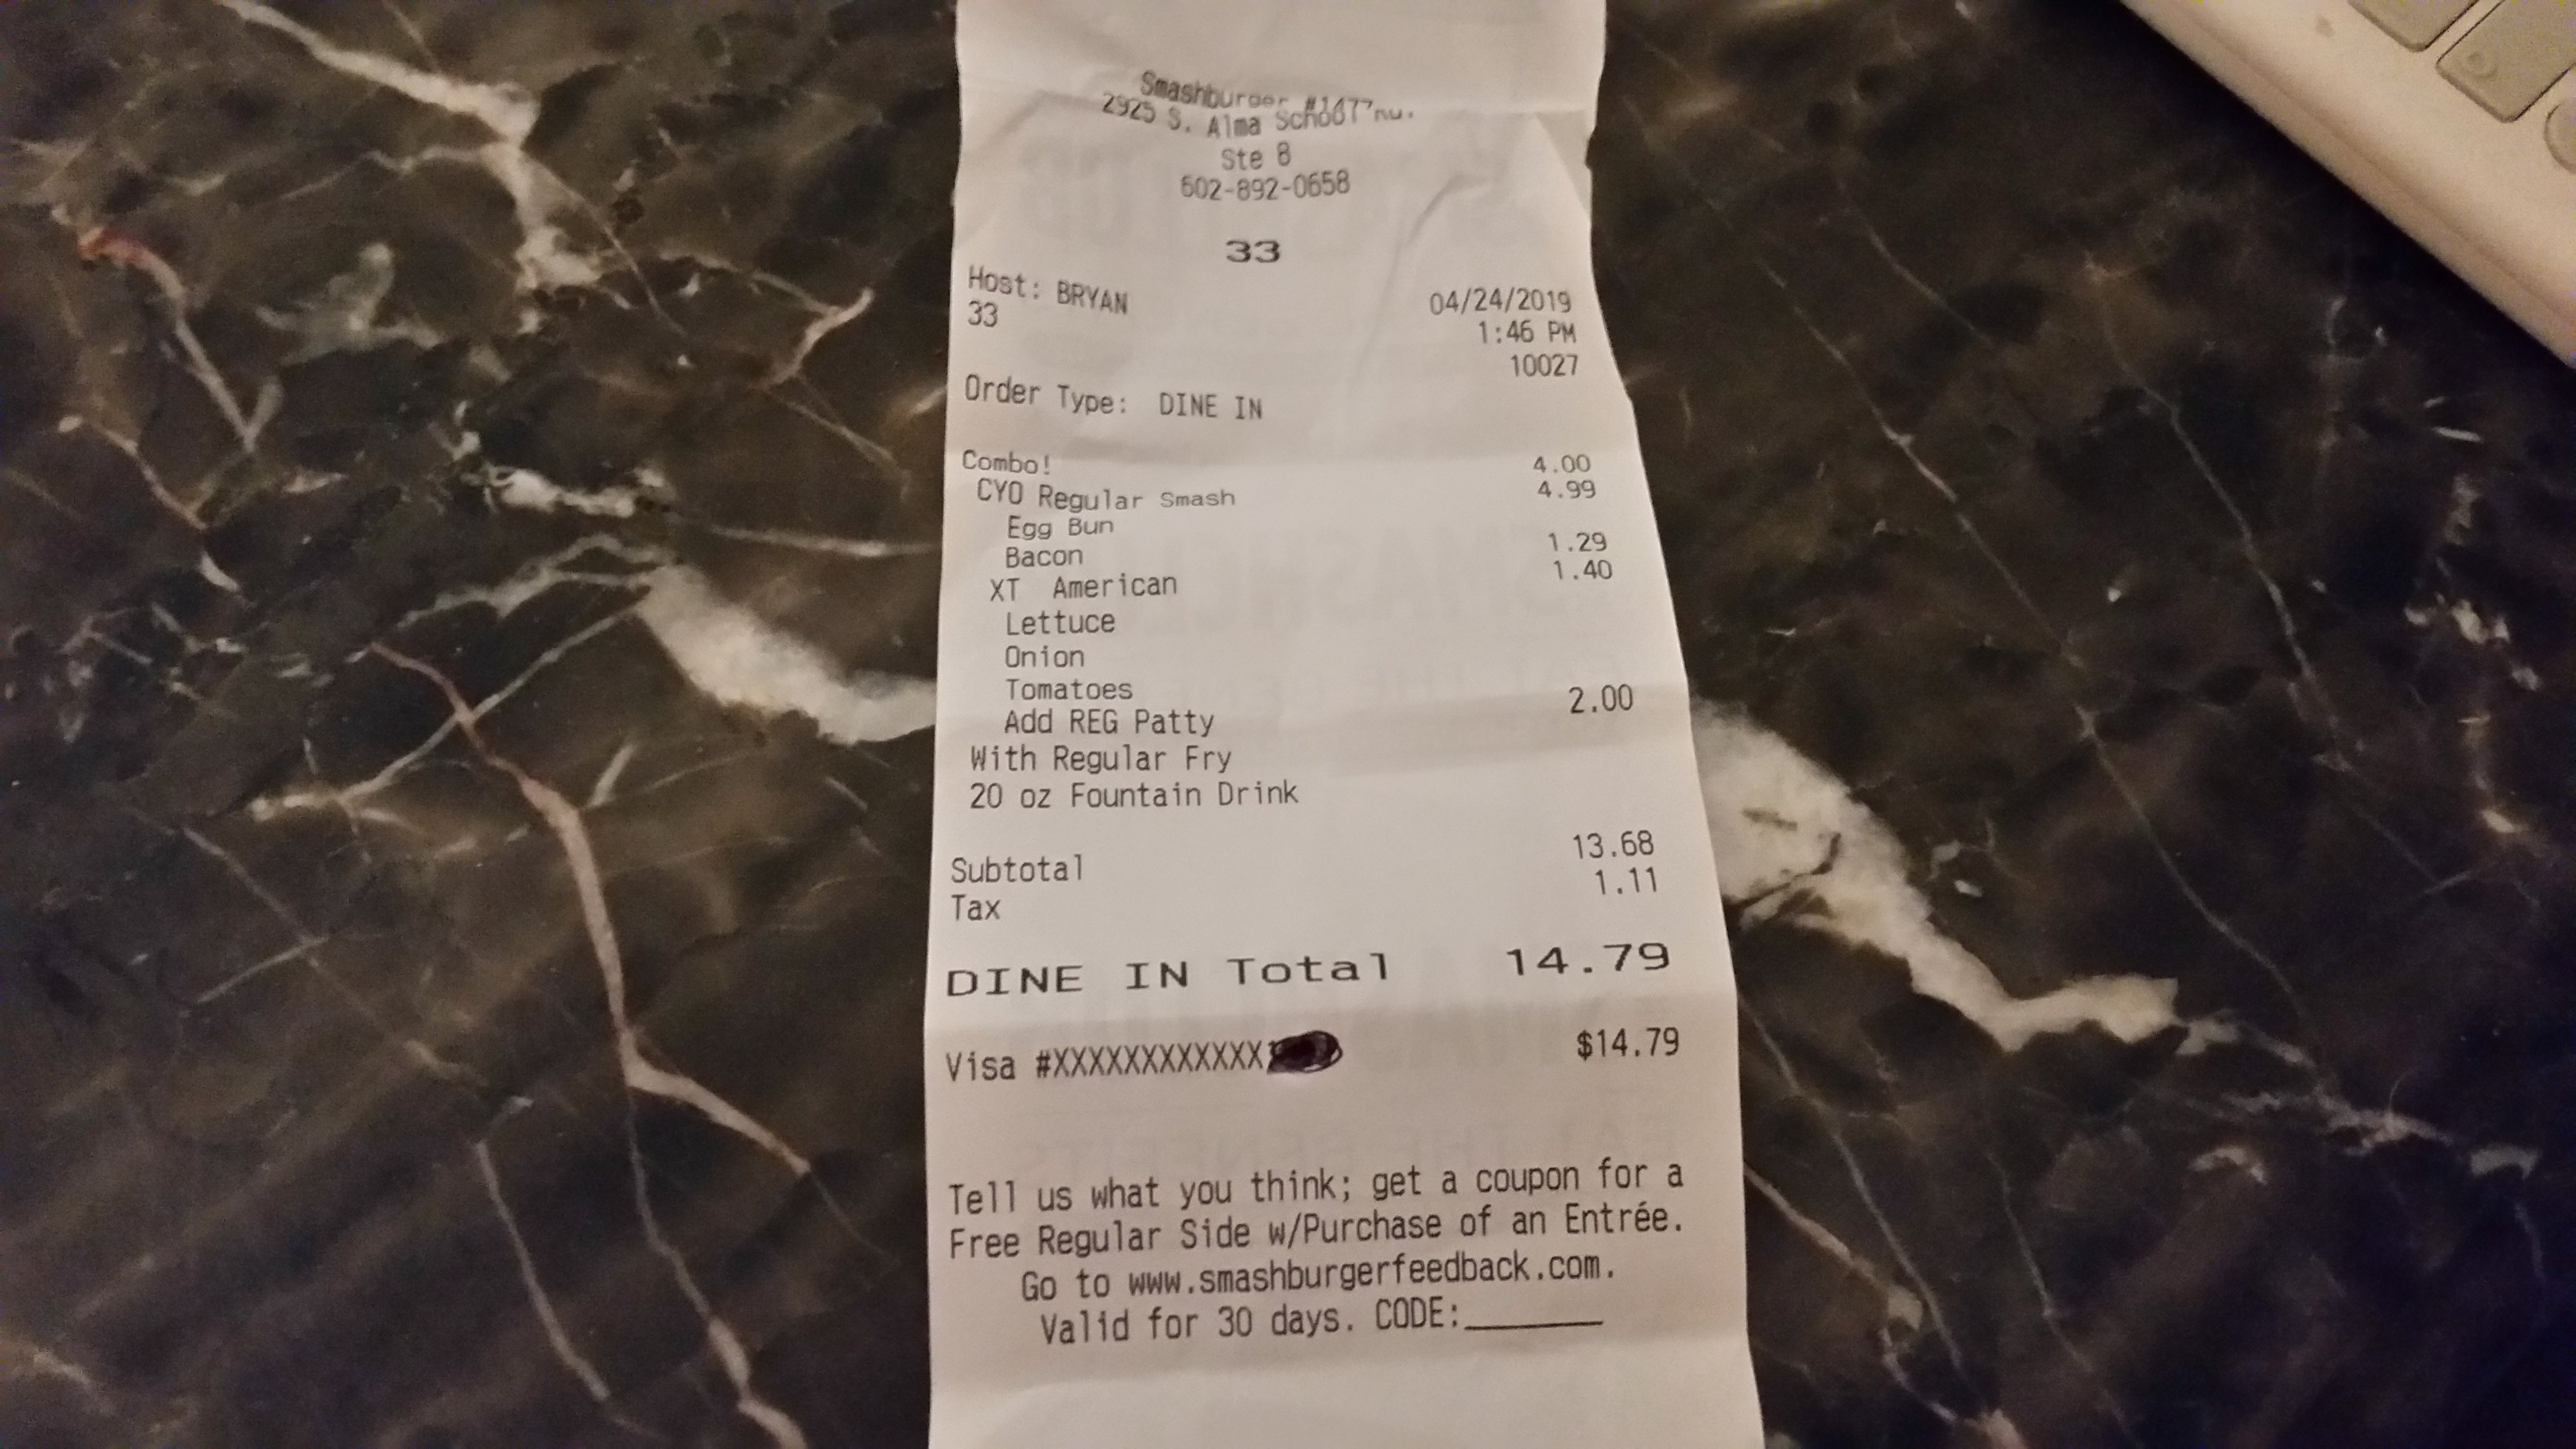 Smashburger #1477
2925 S. Alma School Rd.
Ste 8
602-892-0658
33
Host: BRYAN 04/24/2019
33 1:46 PM
10027
Order Type: DINE IN
Combo! 4.00
CYO Regular Smash 4.99
Egg Bun
Bacon 1.29
XT American 1.40
Lettuce
Onion
Tomatoes
Add REG Patty 2.00
With Regular Fry
20 oz Fountain Drink
Subtotal 13.68
Tax 1.11
DINE IN Total 14.79
Visa #XXXXXXXXXXXX $14.79
Tell us what you think; get a coupon for a
Free Regular Side w/Purchase of an Entrée.
Go to www.smashburgerfeedback.com.
Valid for 30 days. CODE:_______